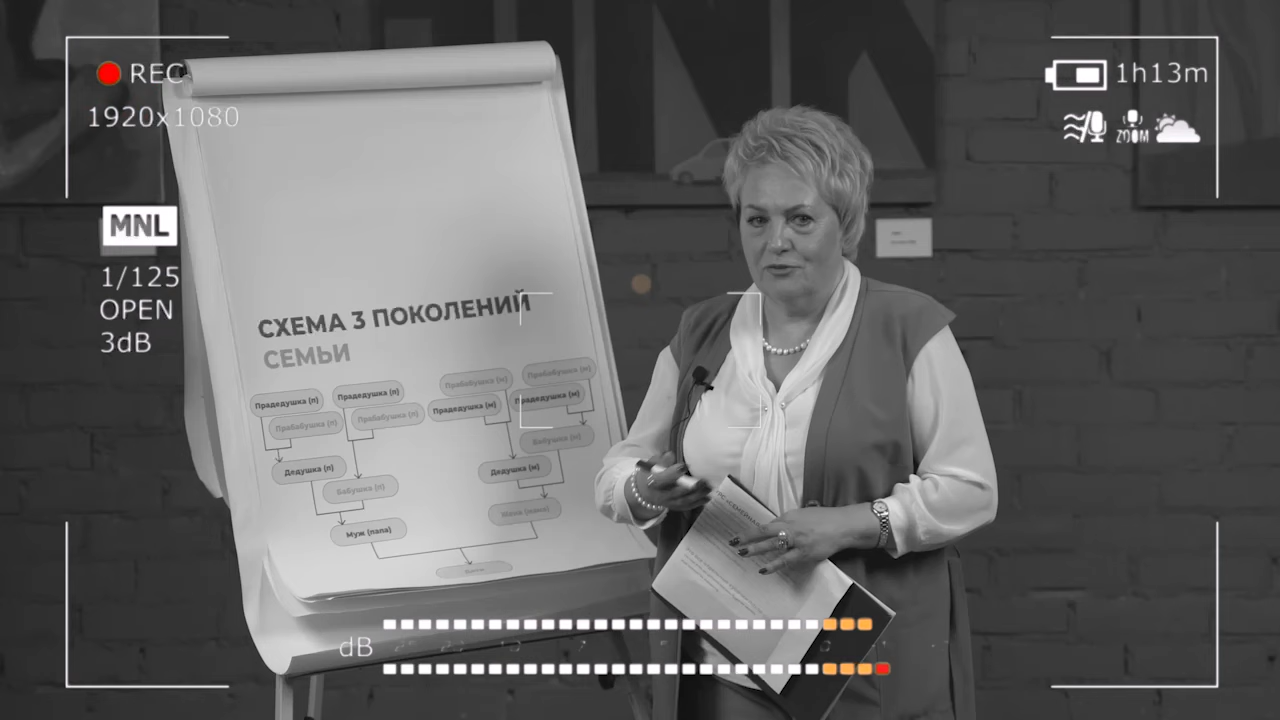 REC
1920x1080
1h13m
ZOOM
MNL
1/125
OPEN
3dB
СХЕМА 3 ПОКОЛЕНИЙ
СЕМЬИ
Прабабушка (м)
Прабабушка (м)
Прадедушка (п)
Прадедушка (п)
Прадедушка (м)
Прадедушка (м)
Прабабушка (п)
Прабабушка (п)
Бабушка (м)
Дедушка (п)
Дедушка (м)
Бабушка (п)
Жена (мама)
Муж (папа)
dB